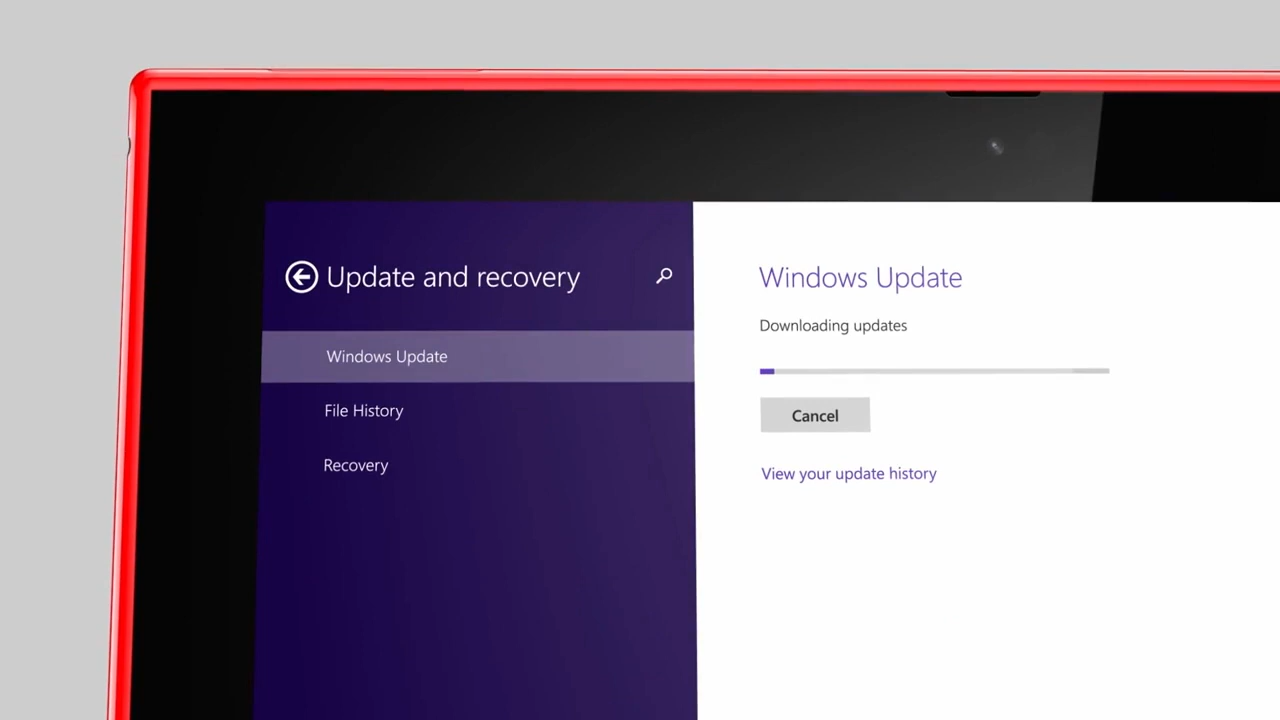 Update and recovery
Windows Update
File History
Recovery
Windows Update
Downloading updates
Cancel
View your update history